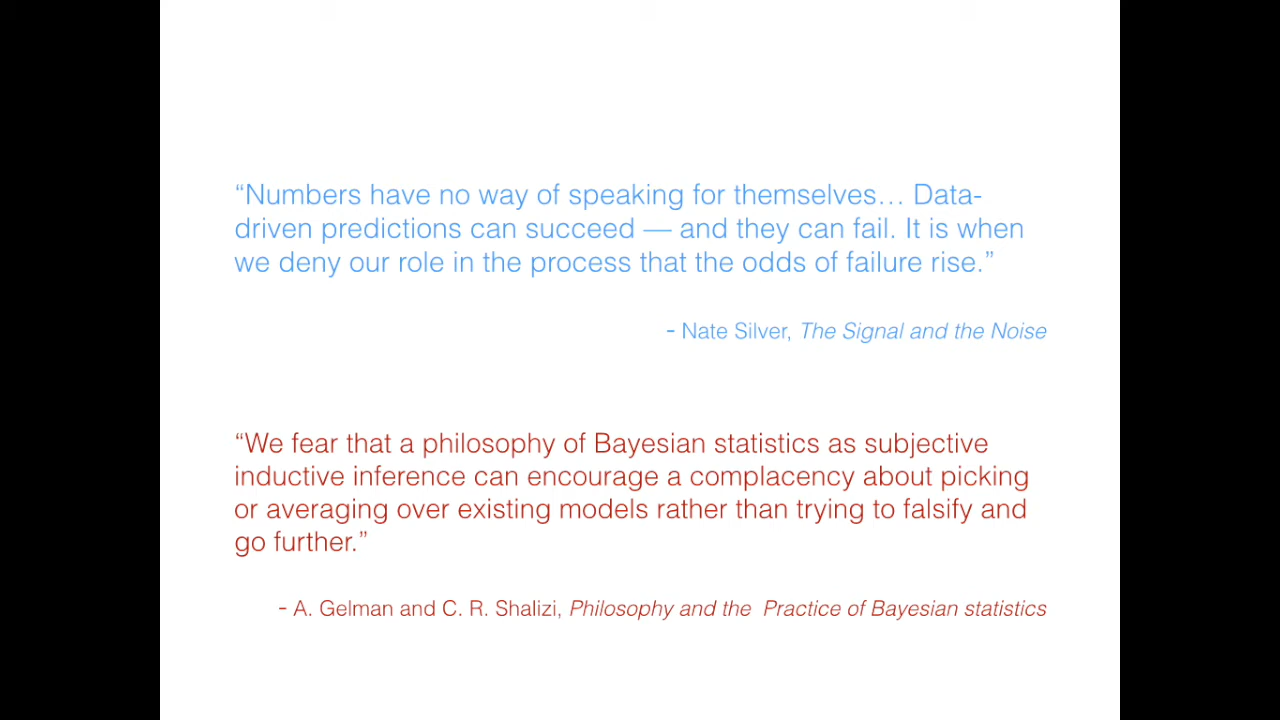 “Numbers have no way of speaking for themselves… Data-
driven predictions can succeed — and they can fail. It is when
we deny our role in the process that the odds of failure rise.”
- Nate Silver, The Signal and the Noise
“We fear that a philosophy of Bayesian statistics as subjective
inductive inference can encourage a complacency about picking
or averaging over existing models rather than trying to falsify and
go further.”
- A. Gelman and C. R. Shalizi, Philosophy and the  Practice of Bayesian statistics